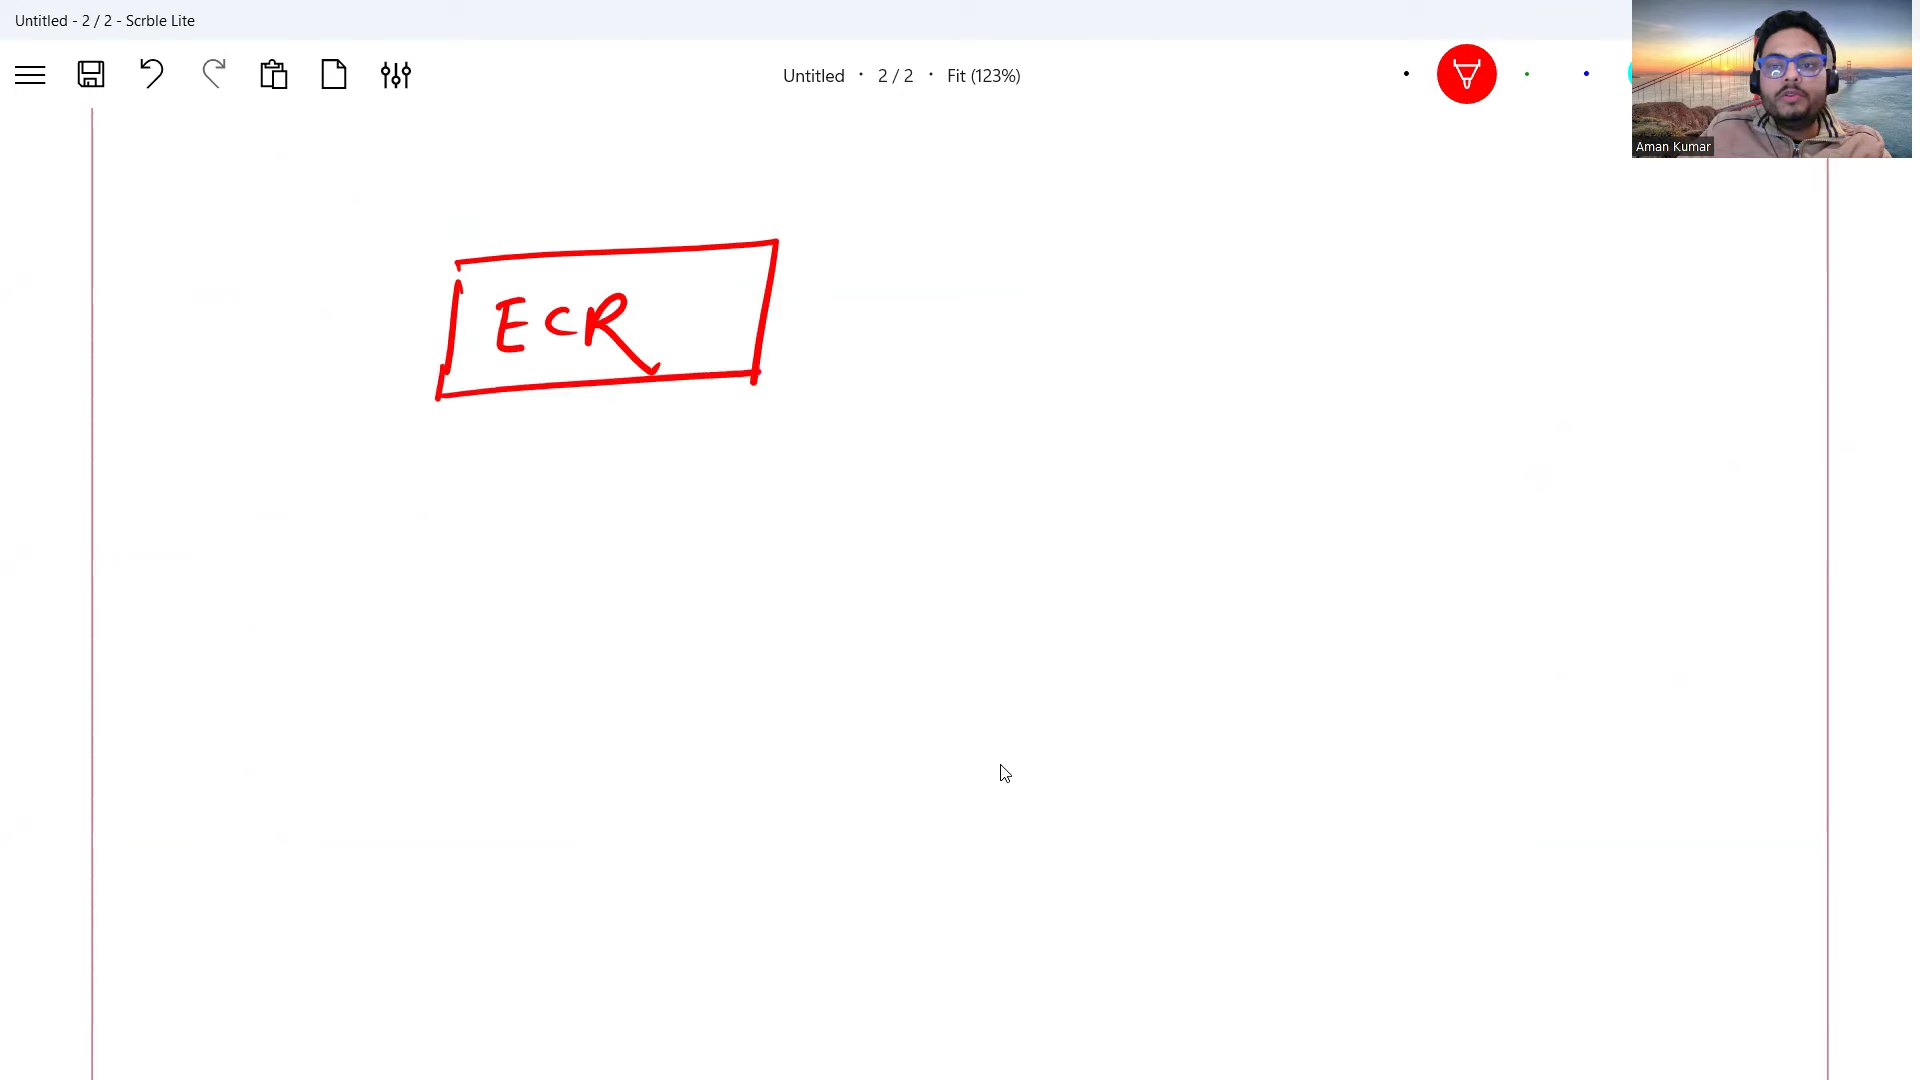 Untitled - 2 / 2 - Scrble Lite
Untitled · 2 / 2 · Fit (123%)
Aman Kumar
ECR